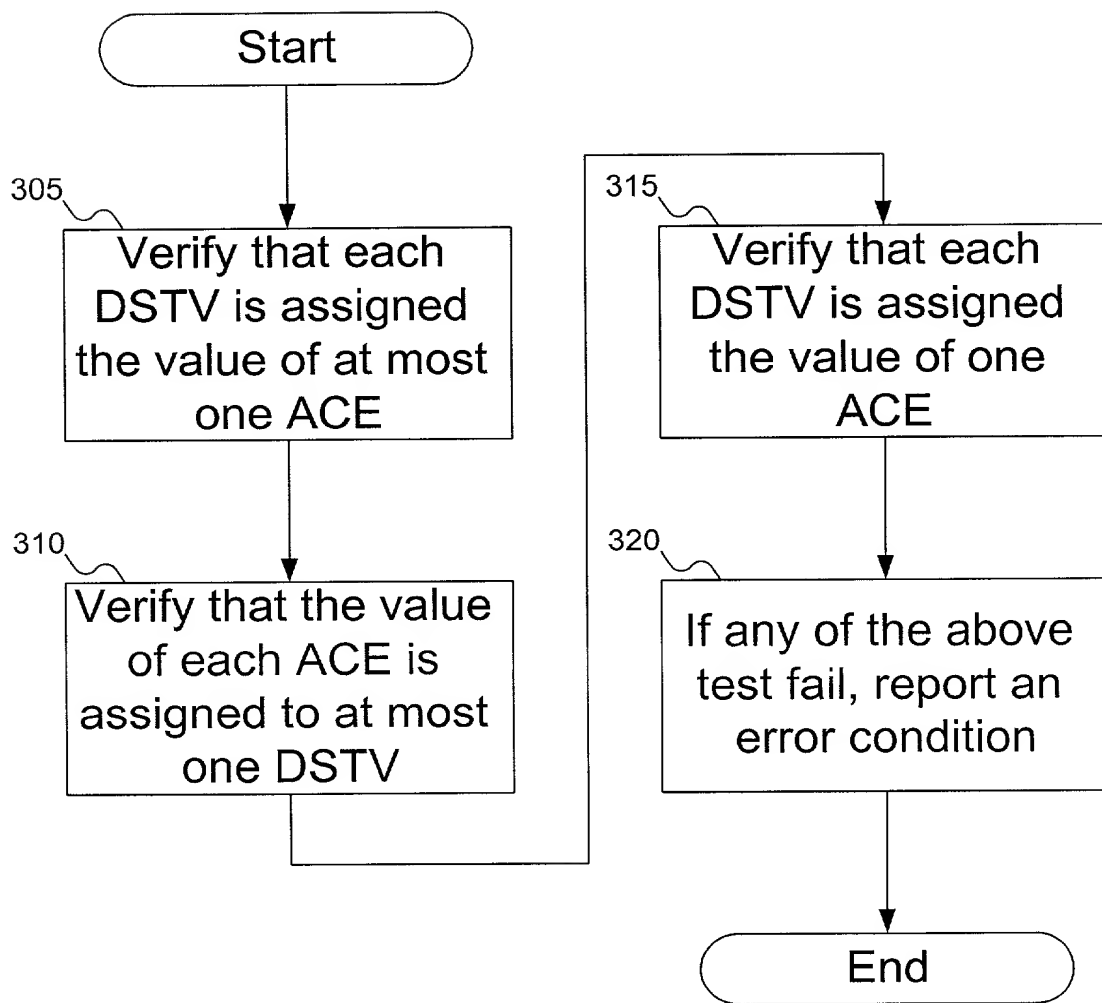 Start
305
Verify that each
DSTV is assigned
the value of at most
one ACE
310
Verify that the value
of each ACE is
assigned to at most
one DSTV
315
Verify that each
DSTV is assigned
the value of one
ACE
320
If any of the above
test fail, report an
error condition
End